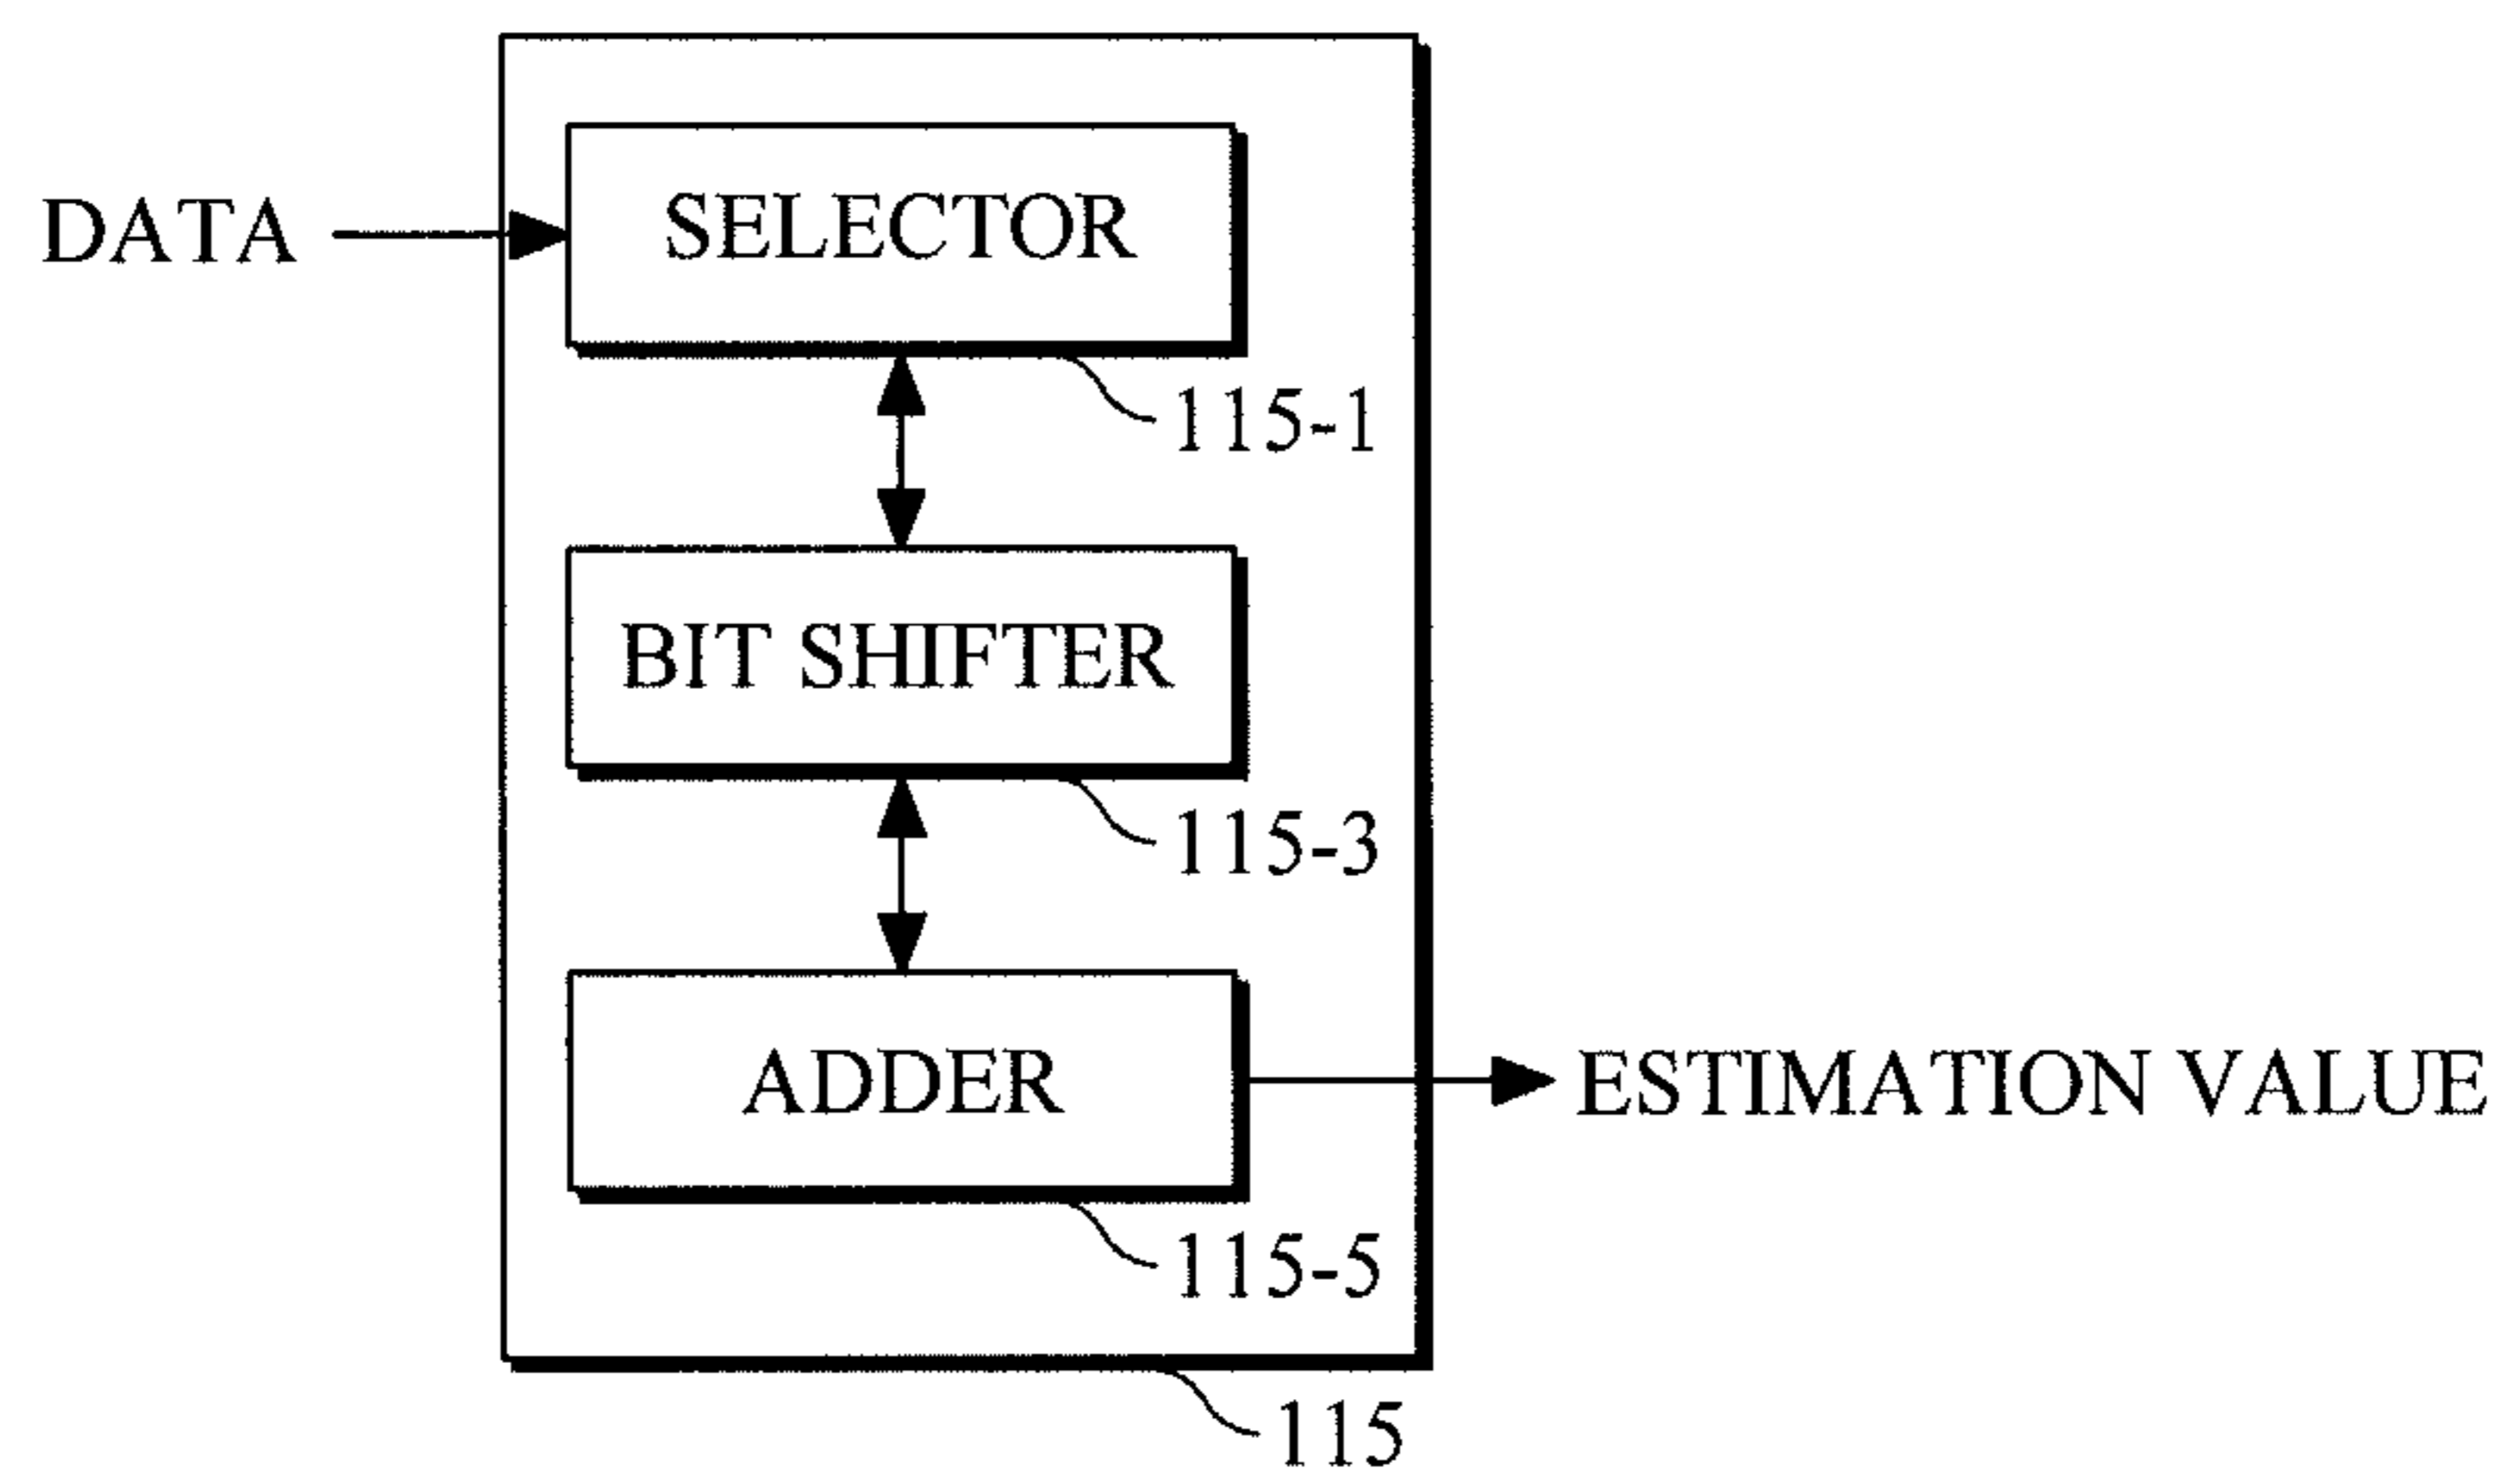 DATA
SELECTOR
115-1
BIT SHIFTER
115-3
ADDER
ESTIMATION VALUE
115-5
115